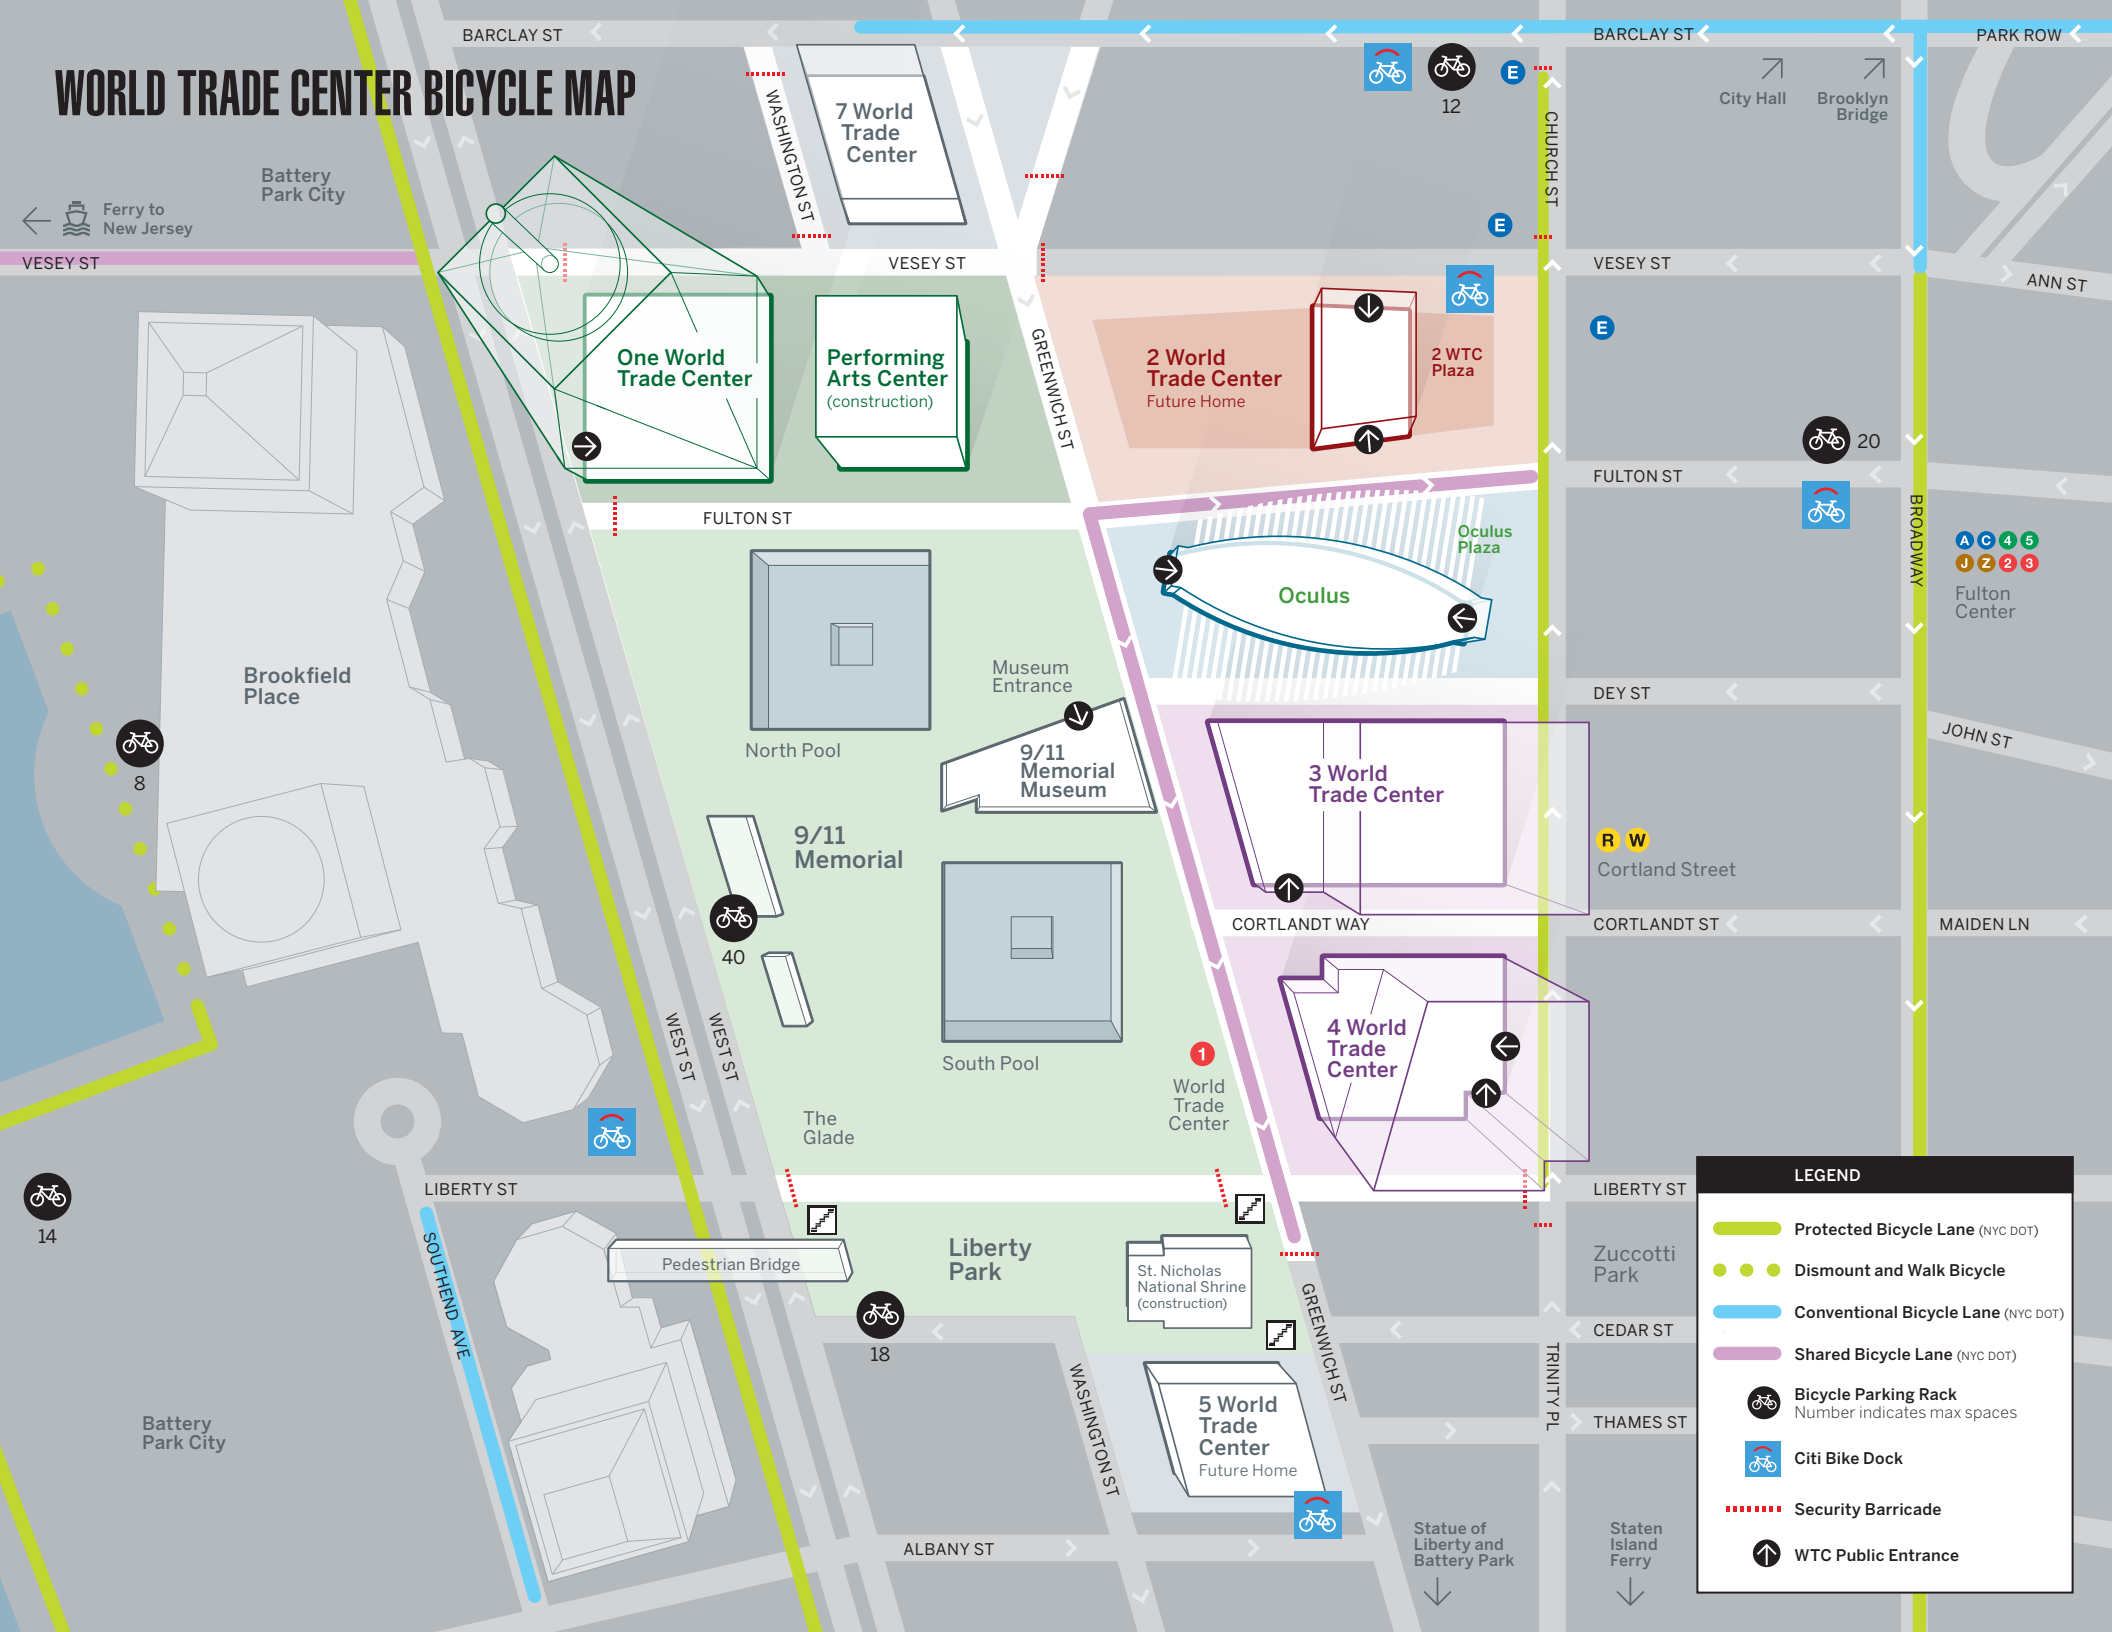 BARCLAY ST
BARCLAY ST
PARK ROW
WORLD TRADE CENTER BICYCLE MAP
12
E
City Hall
Brooklyn
Bridge
WASHINGTON ST
7 World
Trade
Center
CHURCH ST
Battery
Park City
Ferry to
New Jersey
E
VESEY ST
VESEY ST
VESEY ST
ANN ST
E
One World
Trade Center
Performing
Arts Center
(construction)
GREENWICH ST
2 World
Trade Center
Future Home
2 WTC
Plaza
20
FULTON ST
FULTON ST
BROADWAY
Oculus
Plaza
Oculus
A C 4 5
J Z 2 3
Fulton
Center
Brookfield
Place
8
North Pool
Museum
Entrance
9/11
Memorial
Museum
DEY ST
JOHN ST
3 World
Trade Center
9/11
Memorial
R W
Cortland Street
40
CORTLANDT WAY
CORTLANDT ST
MAIDEN LN
WEST ST
WEST ST
South Pool
1
World
Trade
Center
4 World
Trade
Center
The
Glade
14
LIBERTY ST
LIBERTY ST
SOUTHEND AVE
Pedestrian Bridge
Liberty
Park
St. Nicholas
National Shrine
(construction)
Zuccotti
Park
18
GREENWICH ST
CEDAR ST
TRINITY PL
WASHINGTON ST
5 World
Trade
Center
Future Home
THAMES ST
Battery
Park City
ALBANY ST
Statue of
Liberty and
Battery Park
Staten
Island
Ferry
LEGEND
Protected Bicycle Lane (NYC DOT)
Dismount and Walk Bicycle
Conventional Bicycle Lane (NYC DOT)
Shared Bicycle Lane (NYC DOT)
Bicycle Parking Rack
Number indicates max spaces
Citi Bike Dock
Security Barricade
WTC Public Entrance